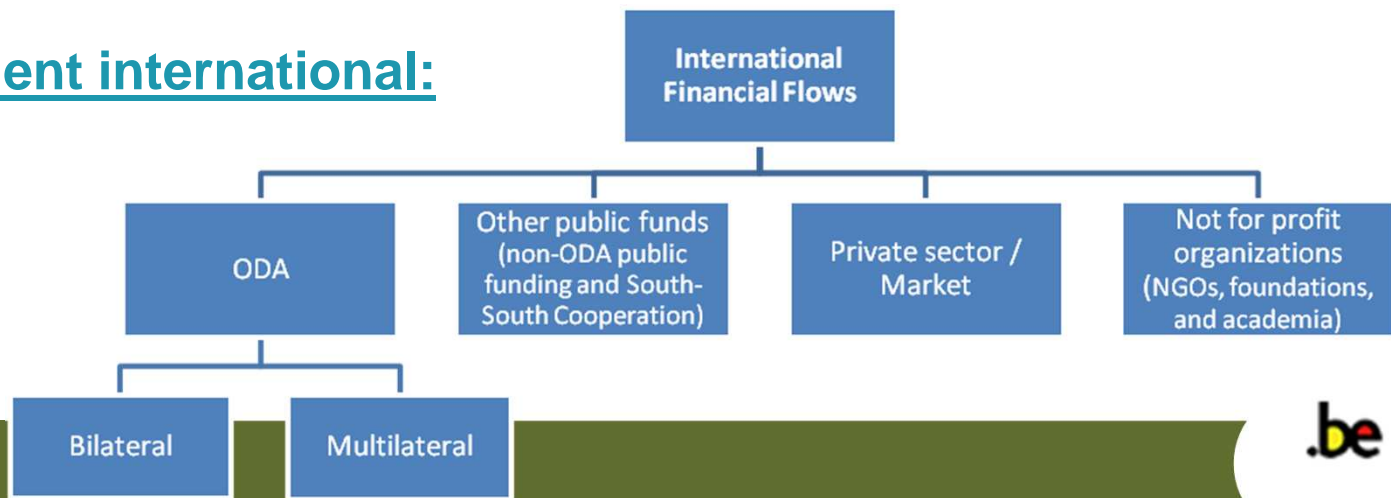 ent international:
International
Financial Flows
ODA
Other public funds
(non-ODA public
funding and South-
South Cooperation)
Private sector /
Market
Not for profit
organizations
(NGOs, foundations,
and academia)
Bilateral
Multilateral
.be